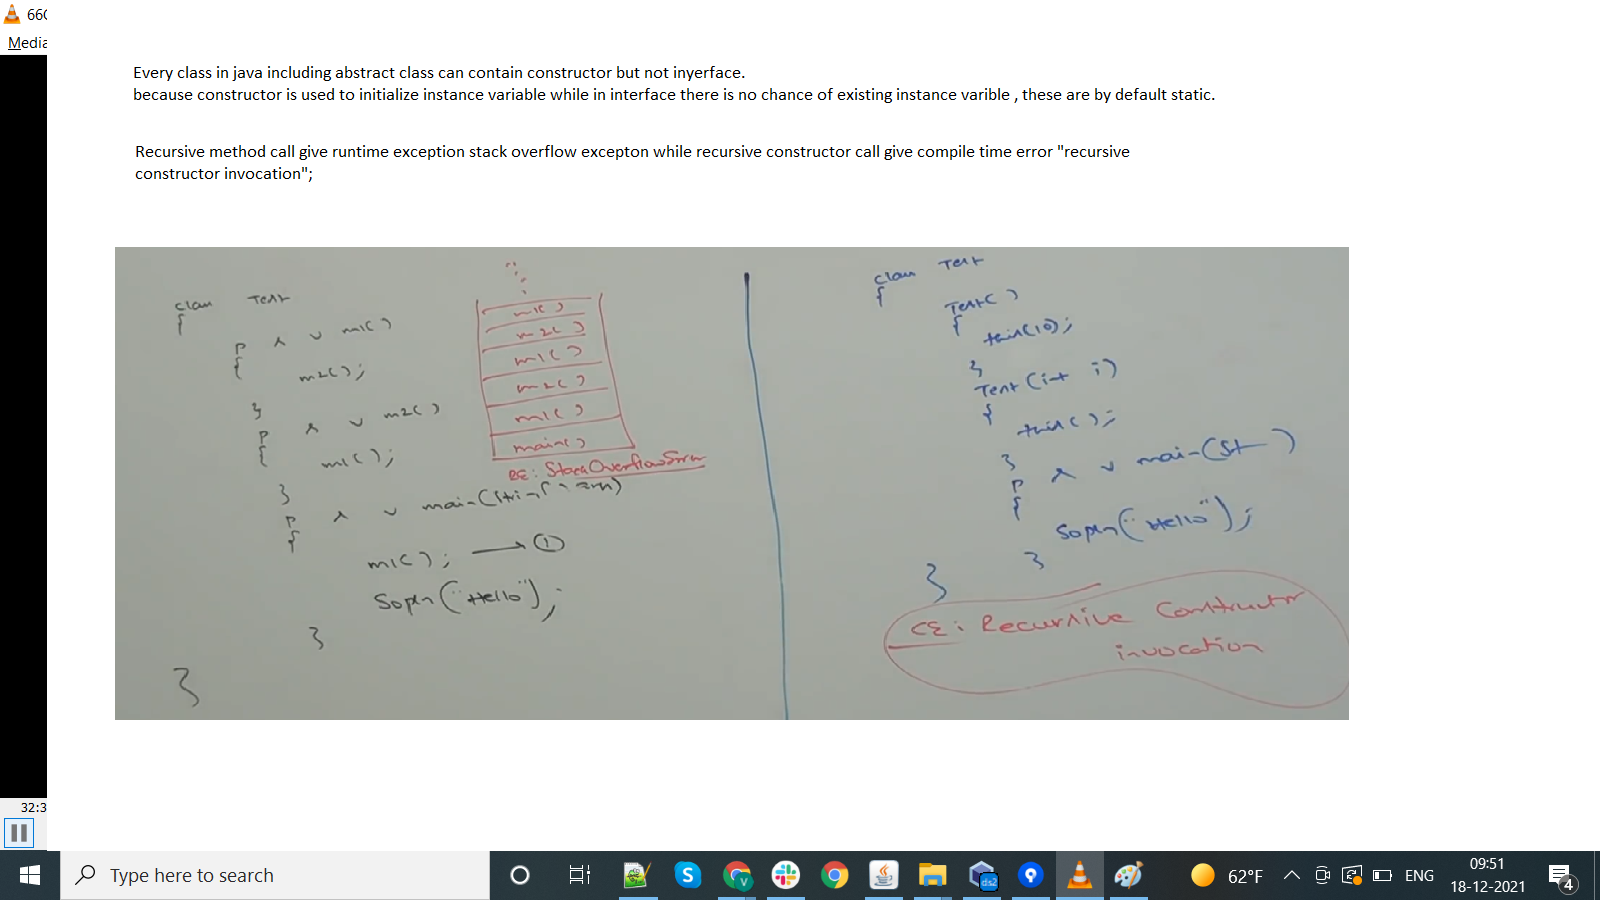 660
Media
Every class in java including abstract class can contain constructor but not inyerface.
because constructor is used to initialize instance variable while in interface there is no chance of existing instance varible , these are by default static.
Recursive method call give runtime exception stack overflow excepton while recursive constructor call give compile time error "recursive
constructor invocation";
class Test
{
p s v m1()
{
m2();
}
p s v m2()
{
m1();
}
p s v main(String[] args)
{
m1(); → 1
Sopln("Hello");
}
}
m1()
m2()
m1()
m2()
m1()
main()
RE: StackOverflowError
class Test
{
Test()
{
this(10);
}
Test(int i)
{
this();
}
p s v main(St )
{
Sopln("Hello");
}
}
CE: Recursive Constructor
invocation
32:3
Type here to search
ds2
62°F
ENG
09:51
18-12-2021
4